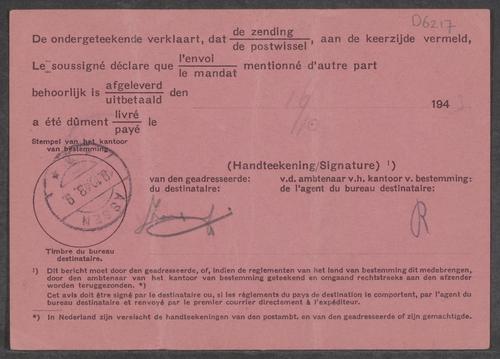 D6217
De ondergeteekende verklaart, dat de zending / de postwissel, aan de keerzijde vermeld,
Le soussigné déclare que l'envoi / le mandat mentionné d'autre part
behoorlijk is afgeleverd / uitbetaald den 194
a été dûment livré / payé le
Stempel van het kantoor
van bestemming
(Handteekening/Signature) ¹)
van den geadresseerde: v.d. ambtenaar v.h. kantoor v. bestemming:
du destinataire: de l'agent du bureau destinataire:
ASSEN
R
Timbre du bureau
destinataire.
¹) Dit bericht moet door den geadresseerde, of, indien de reglementen van het land van bestemming dit medebrengen,
door den ambtenaar van het kantoor van bestemming geteekend en omgaand rechtstreeks aan den afzender
worden teruggezonden. *)
Cet avis doit être signé par le destinataire ou, si les règlements du pays de destination le comportent, par l'agent du
bureau destinataire et renvoyé par le premier courrier directement à l'expéditeur.
*) In Nederland zijn vereischt de handteekeningen van den postambt. en van den geadresseerde of zijn gemachtigde.